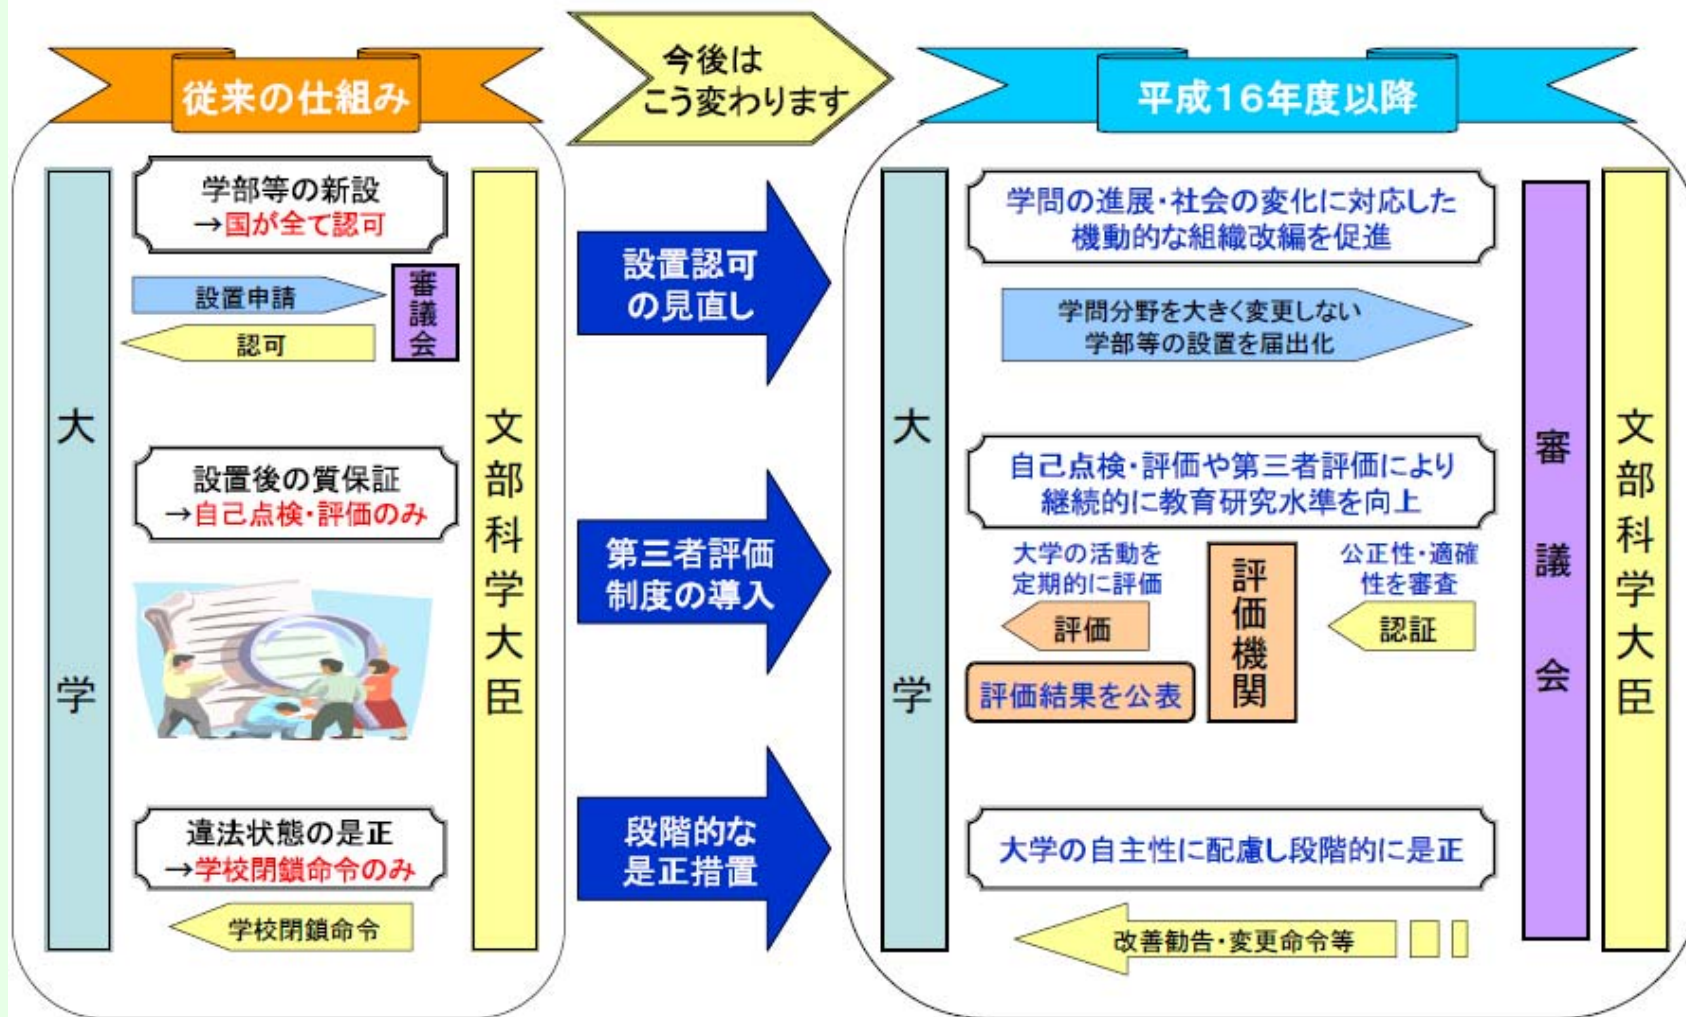 従来の仕組み
今後は
こう変わります
平成16年度以降
大学
学部等の新設
→国が全て認可
設置申請
認可
審議会
設置後の質保証
→自己点検・評価のみ
違法状態の是正
→学校閉鎖命令のみ
学校閉鎖命令
文部科学大臣
設置認可
の見直し
第三者評価
制度の導入
段階的な
是正措置
大学
学問の進展・社会の変化に対応した
機動的な組織改編を促進
学問分野を大きく変更しない
学部等の設置を届出化
自己点検・評価や第三者評価により
継続的に教育研究水準を向上
大学の活動を
定期的に評価
評価
評価結果を公表
評価機関
公正性・適確
性を審査
認証
大学の自主性に配慮し段階的に是正
改善勧告・変更命令等
審議会
文部科学大臣